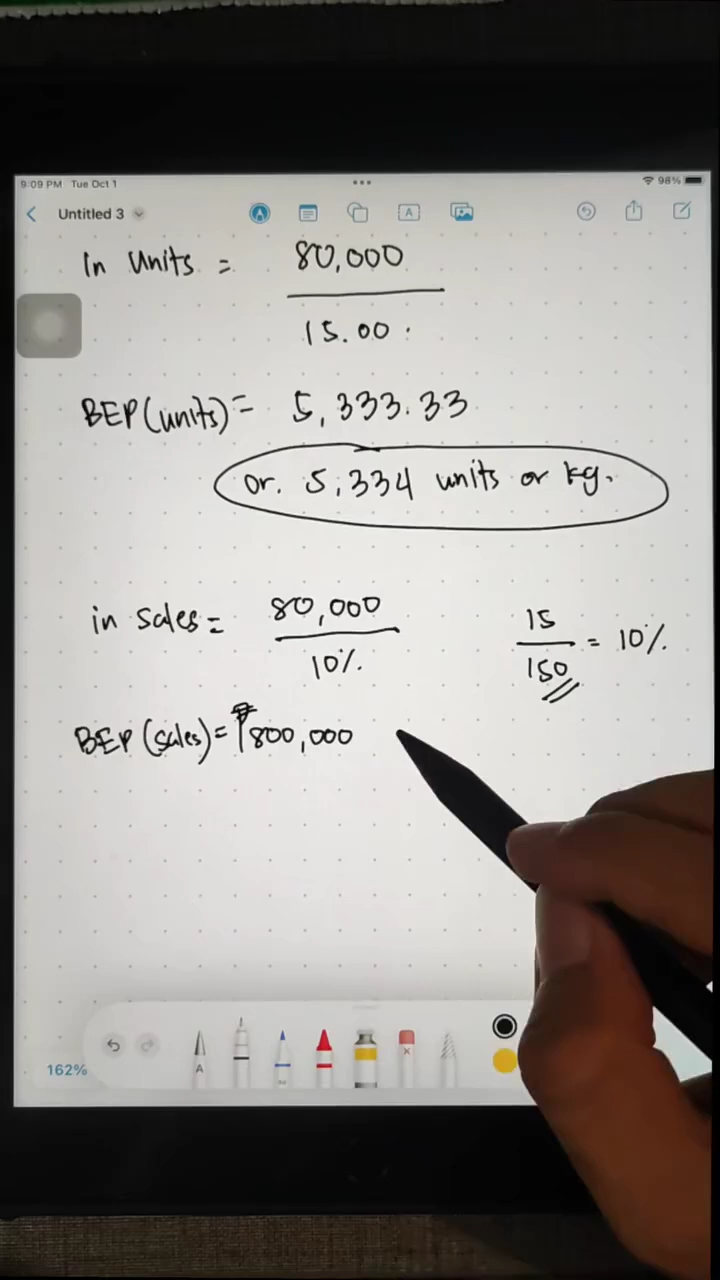 9:09 PM Tue Oct 1
98%
Untitled 3
In Units = 80,000
15.00
BEP(units)= 5,333.33
or. 5,334 units or kg.
in sales = 80,000
10%
15
150
= 10%
BEP (sales) = ₱800,000
162%